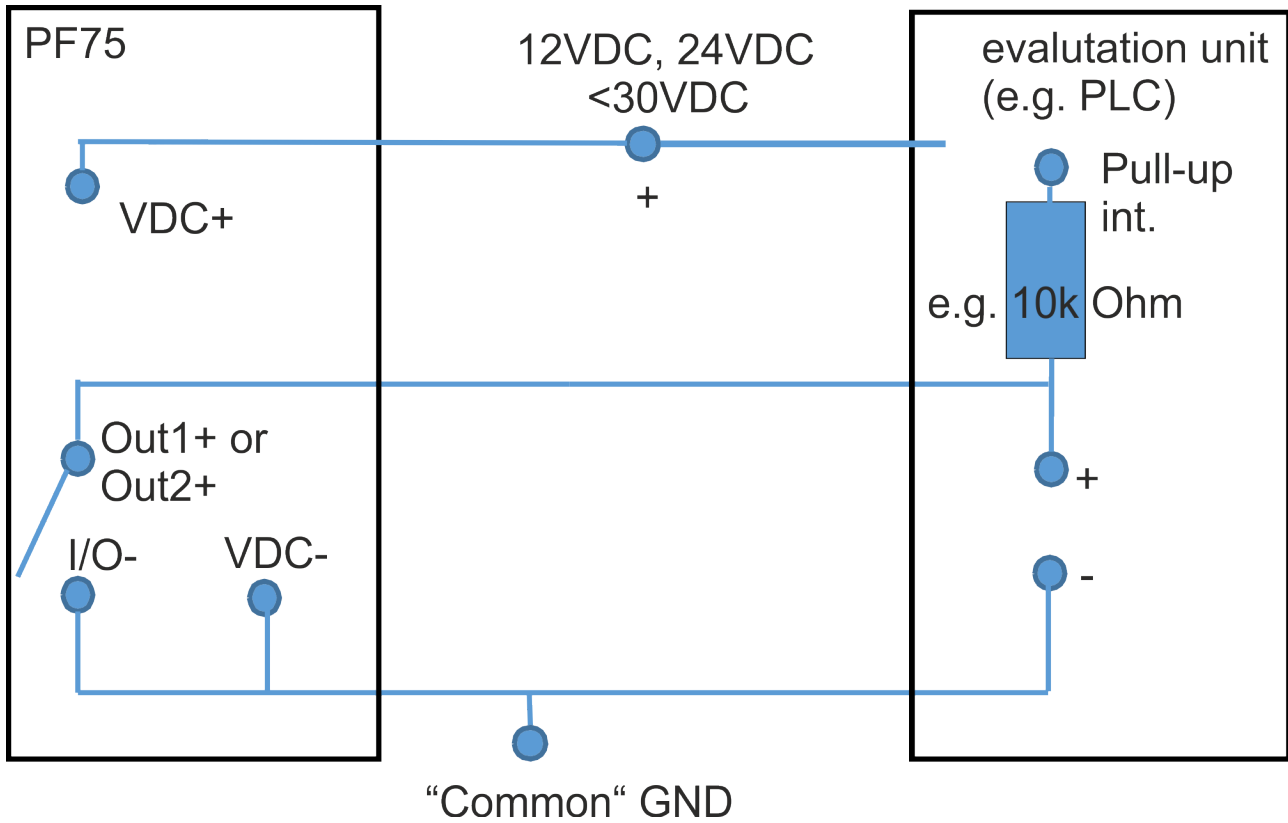 PF75
12VDC, 24VDC
<30VDC
evalutation unit
(e.g. PLC)
+
VDC+
Pull-up
int.
e.g. 10k Ohm
Out1+ or
Out2+
+
I/O-
VDC-
-
“Common“ GND